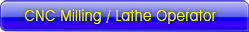 CNC Milling / Lathe Operator